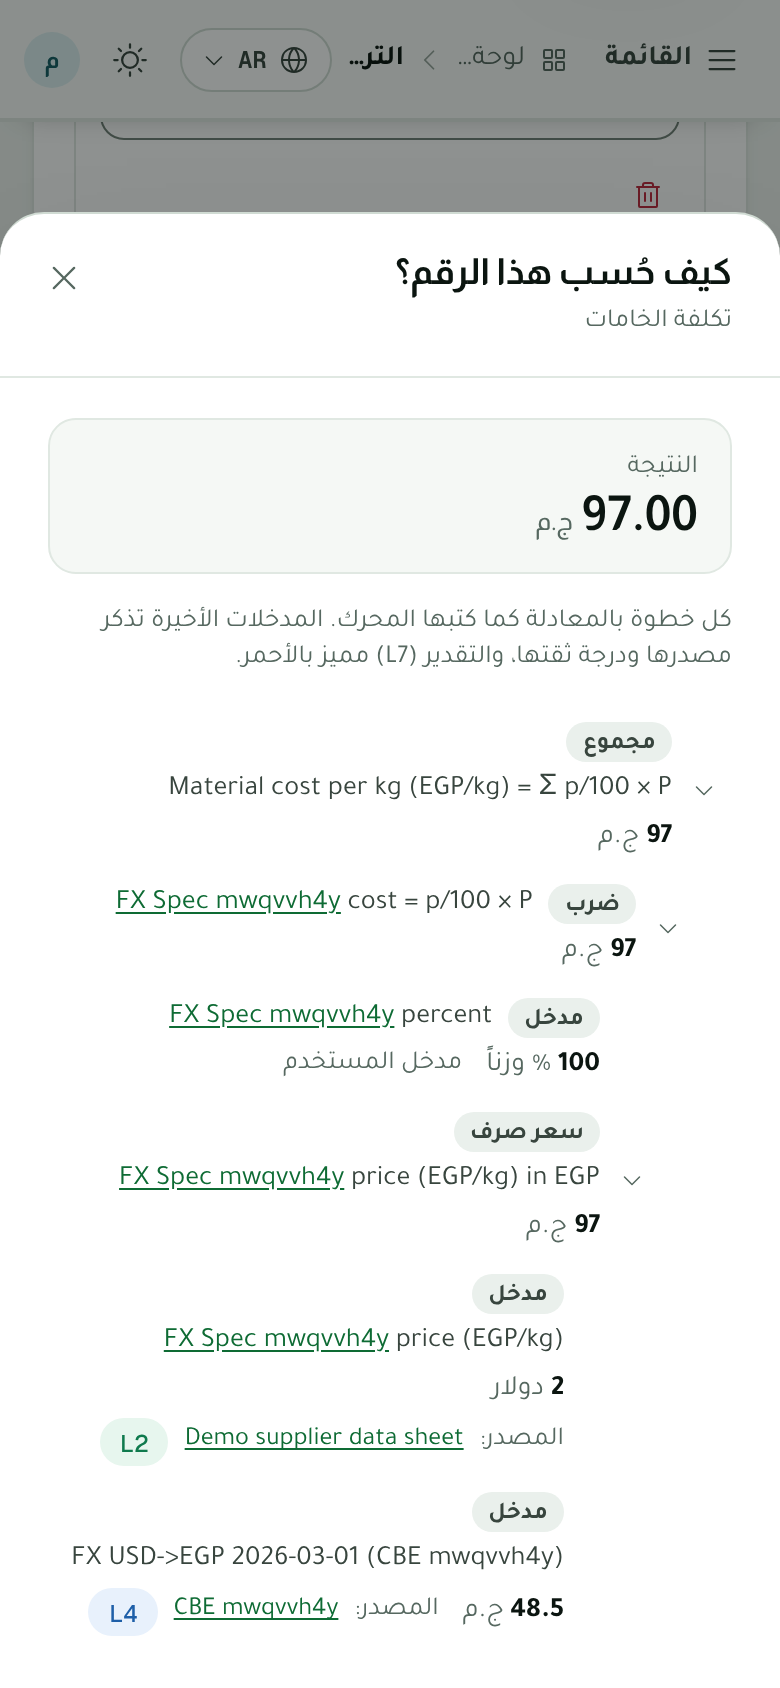 القائمة
لوحة...
التر...
AR
م
كيف حُسب هذا الرقم؟
تكلفة الخامات
النتيجة
97.00 ج.م
كل خطوة بالمعادلة كما كتبها المحرك. المدخلات الأخيرة تذكر
مصدرها ودرجة ثقتها، والتقدير (L7) مميز بالأحمر.
مجموع
Material cost per kg (EGP/kg) = Σ p/100 × P
97 ج.م
ضرب FX Spec mwqvvh4y cost = p/100 × P
97 ج.م
مدخل FX Spec mwqvvh4y percent
100 % وزناً مدخل المستخدم
سعر صرف
FX Spec mwqvvh4y price (EGP/kg) in EGP
97 ج.م
مدخل
FX Spec mwqvvh4y price (EGP/kg)
2 دولار
المصدر: Demo supplier data sheet L2
مدخل
FX USD->EGP 2026-03-01 (CBE mwqvvh4y)
48.5 ج.م المصدر: CBE mwqvvh4y L4